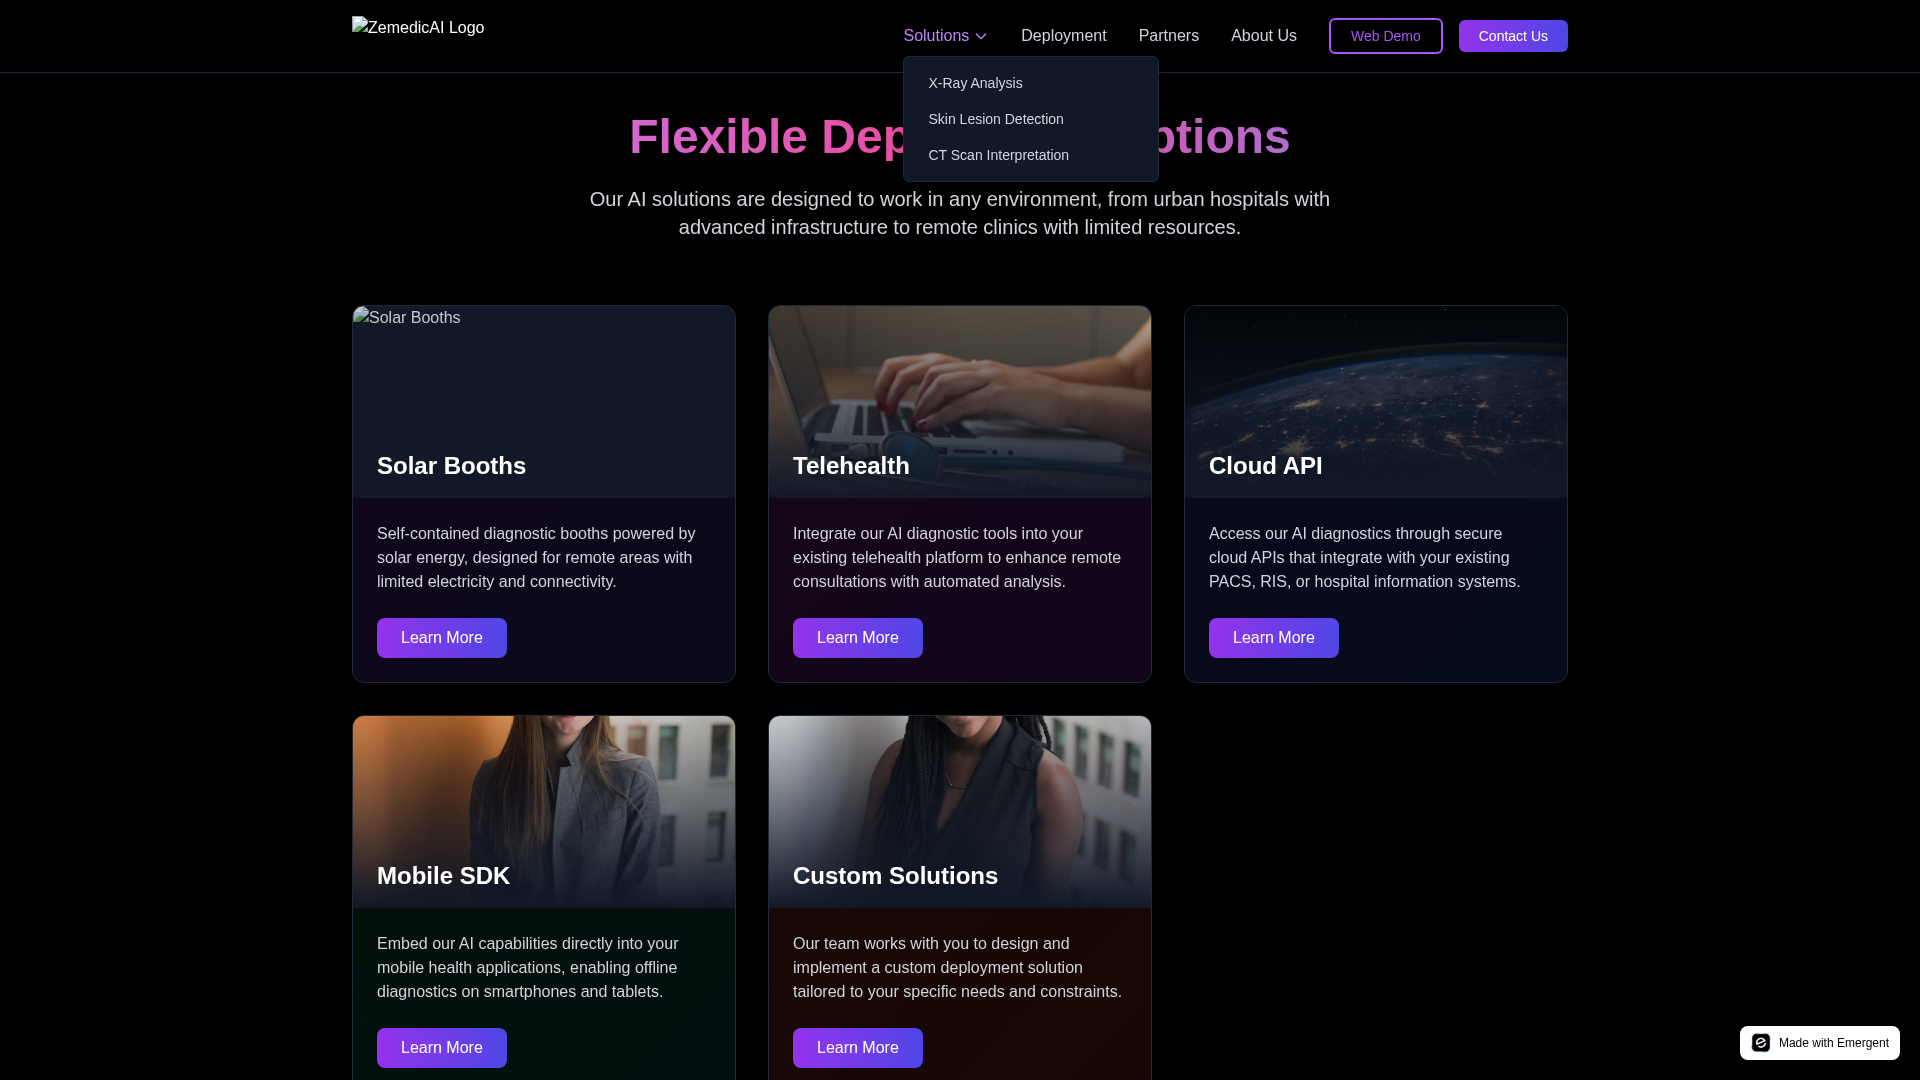 ZemedicAI Logo
Solutions
Deployment
Partners
About Us
Web Demo
Contact Us
X-Ray Analysis
Skin Lesion Detection
CT Scan Interpretation
Flexible
Our AI solutions are designed to work in any environment, from urban hospitals with
advanced infrastructure to remote clinics with limited resources.
Solar Booths
Solar Booths
Self-contained diagnostic booths powered by
solar energy, designed for remote areas with
limited electricity and connectivity.
Learn More
Telehealth
Integrate our AI diagnostic tools into your
existing telehealth platform to enhance remote
consultations with automated analysis.
Learn More
Cloud API
Access our AI diagnostics through secure
cloud APIs that integrate with your existing
PACS, RIS, or hospital information systems.
Learn More
Mobile SDK
Embed our AI capabilities directly into your
mobile health applications, enabling offline
diagnostics on smartphones and tablets.
Learn More
Custom Solutions
Our team works with you to design and
implement a custom deployment solution
tailored to your specific needs and constraints.
Learn More
Made with Emergent